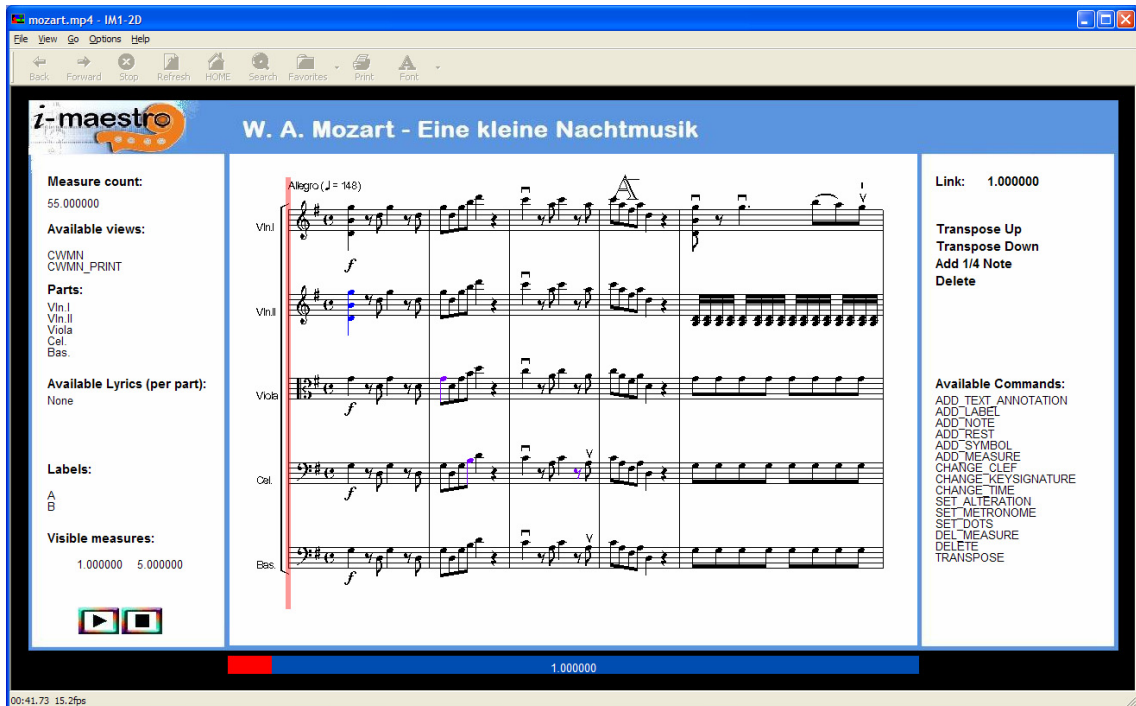 mozart.mp4 - IM1-2D
File View Go Options Help
Back Forward Stop Refresh HOME Search Favorites Print Font
i-maestro
W. A. Mozart - Eine kleine Nachtmusik
Measure count:
55.000000
Available views:
CWMN
CWMN_PRINT
Parts:
Vln.I
Vln.II
Viola
Cel.
Bas.
Available Lyrics (per part):
None
Labels:
A
B
Visible measures:
1.000000 5.000000
Allegro (♩ = 148)
A
Vln.I
f
Vln.II
Viola
f
Cel.
f
Bas.
f
Link: 1.000000
Transpose Up
Transpose Down
Add 1/4 Note
Delete
Available Commands:
ADD_TEXT_ANNOTATION
ADD_LABEL
ADD_NOTE
ADD_REST
ADD_SYMBOL
ADD_MEASURE
CHANGE_CLEF
CHANGE_KEYSIGNATURE
CHANGE_TIME
SET_ALTERATION
SET_METRONOME
SET_DOTS
DEL_MEASURE
DELETE
TRANSPOSE
1.000000
00:41.73 15.2fps